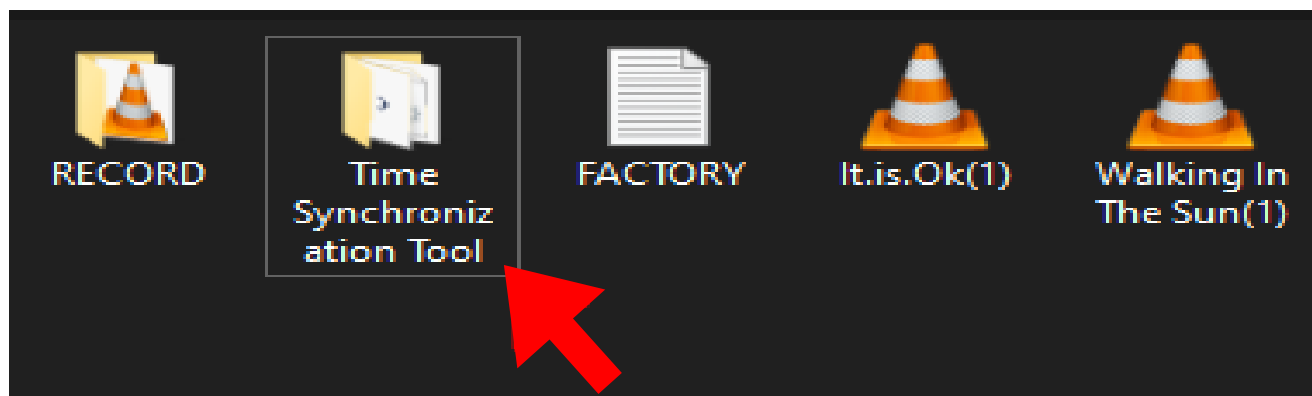 RECORD
Time
Synchroniz
ation Tool
FACTORY
It.is.Ok(1)
Walking In
The Sun(1)